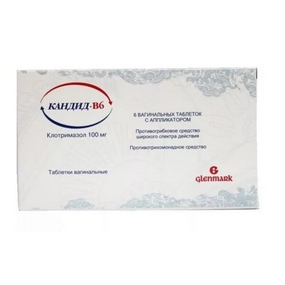 КАНДИД-В6
Клотримазол 100 мг
Таблетки вагинальные
6 ВАГИНАЛЬНЫХ ТАБЛЕТОК
С АППЛИКАТОРОМ
Противогрибковое средство
широкого спектра действия
Противотрихомонадное средство
G
Glenmark